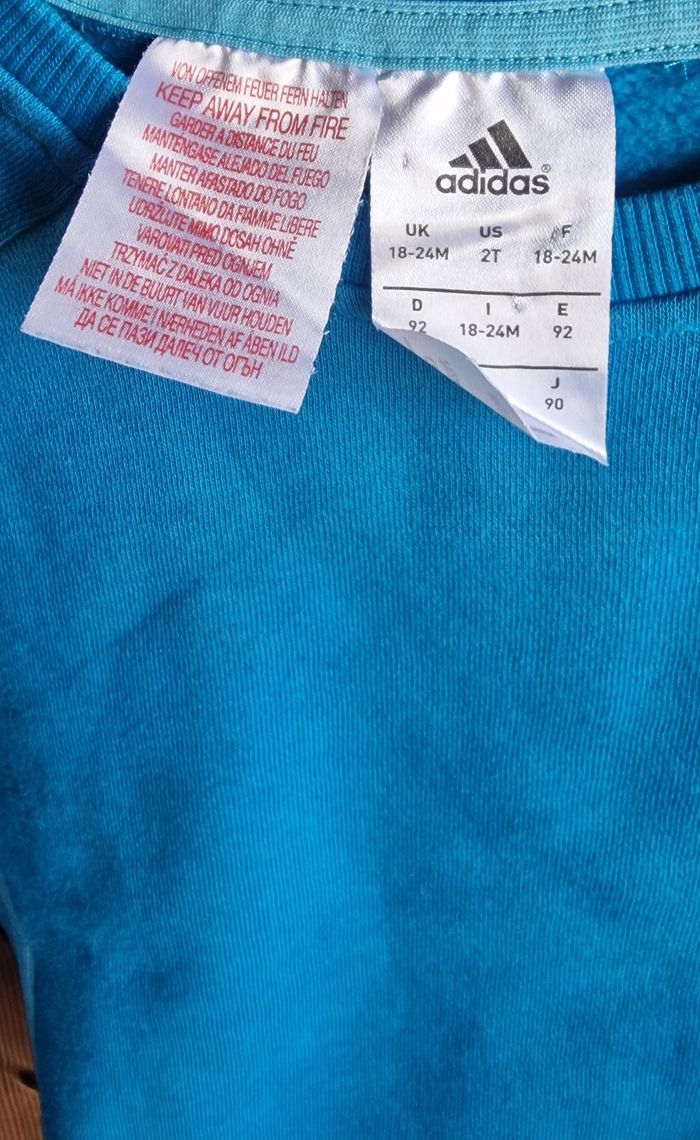 VON OFFENEM FEUER FERN HALTEN
KEEP AWAY FROM FIRE
GARDER A DISTANCE DU FEU
MANTENGASE ALEJADO DEL FUEGO
MANTER AFASTADO DO FOGO
TENERE LONTANO DA FIAMME LIBERE
UDRŽUJTE MIMO DOSAH OHNĚ
VAROVATI PRED OGNJEM
TRZYMAĆ Z DALEKA OD OGNIA
NIET IN DE BUURT VAN VUUR HOUDEN
MÅ IKKE KOMME I NÆRHEDEN AF ÅBEN ILD
ДА СЕ ПАЗИ ДАЛЕЧ ОТ ОГЪН
adidas®
UK US F
18-24M 2T 18-24M
D I E
92 18-24M 92
J
90